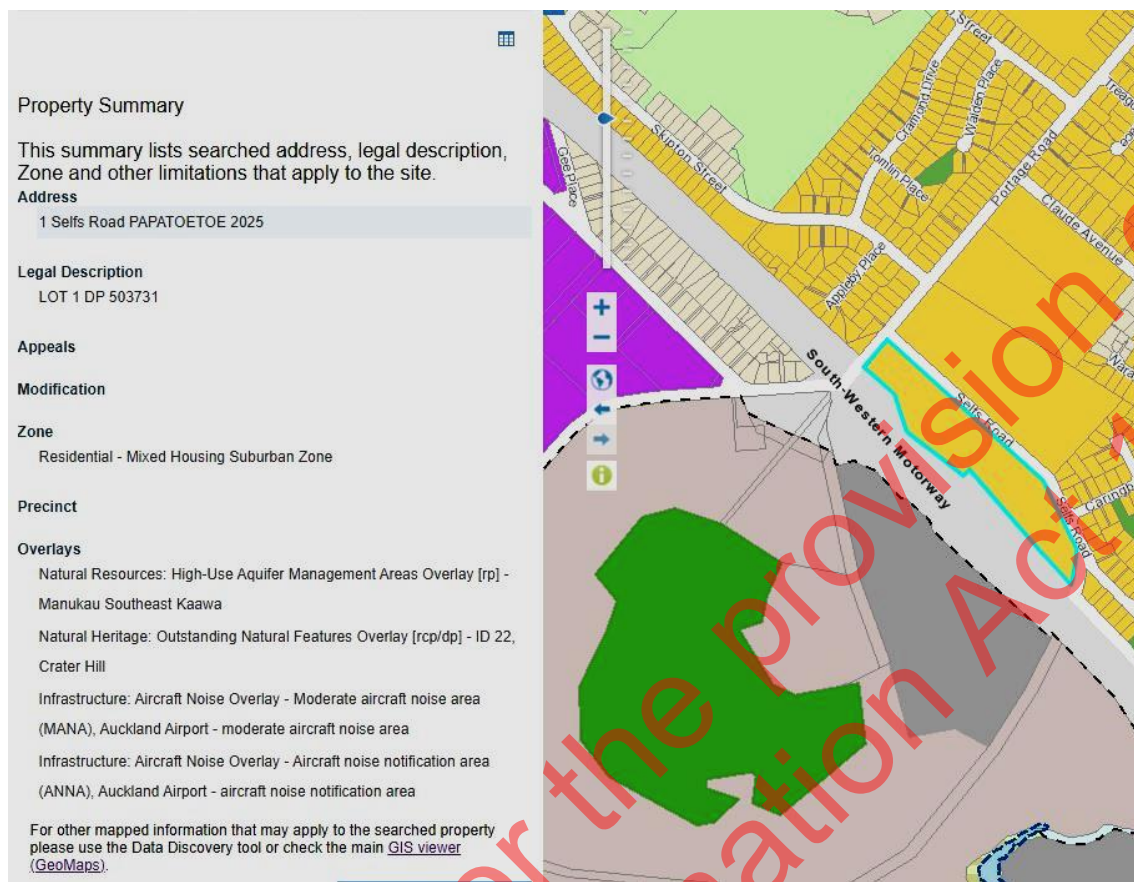 Property Summary
This summary lists searched address, legal description,
Zone and other limitations that apply to the site.
Address
1 Selfs Road PAPATOETOE 2025
Legal Description
LOT 1 DP 503731
Appeals
Modification
Zone
Residential - Mixed Housing Suburban Zone
Precinct
Overlays
Natural Resources: High-Use Aquifer Management Areas Overlay [rp] -
Manukau Southeast Kaawa
Natural Heritage: Outstanding Natural Features Overlay [rcp/dp] - ID 22,
Crater Hill
Infrastructure: Aircraft Noise Overlay - Moderate aircraft noise area
(MANA), Auckland Airport - moderate aircraft noise area
Infrastructure: Aircraft Noise Overlay - Aircraft noise notification area
(ANNA), Auckland Airport - aircraft noise notification area
For other mapped information that may apply to the searched property
please use the Data Discovery tool or check the main GIS viewer
(GeoMaps).
Street
Cramond Drive
Walden Place
Skipton Street
Gee Place
Tomlin Place
Portage Road
Claude Avenue
Appleby Place
South-Western Motorway
Selfs Road
Selfs Road
r the provision
ation Act